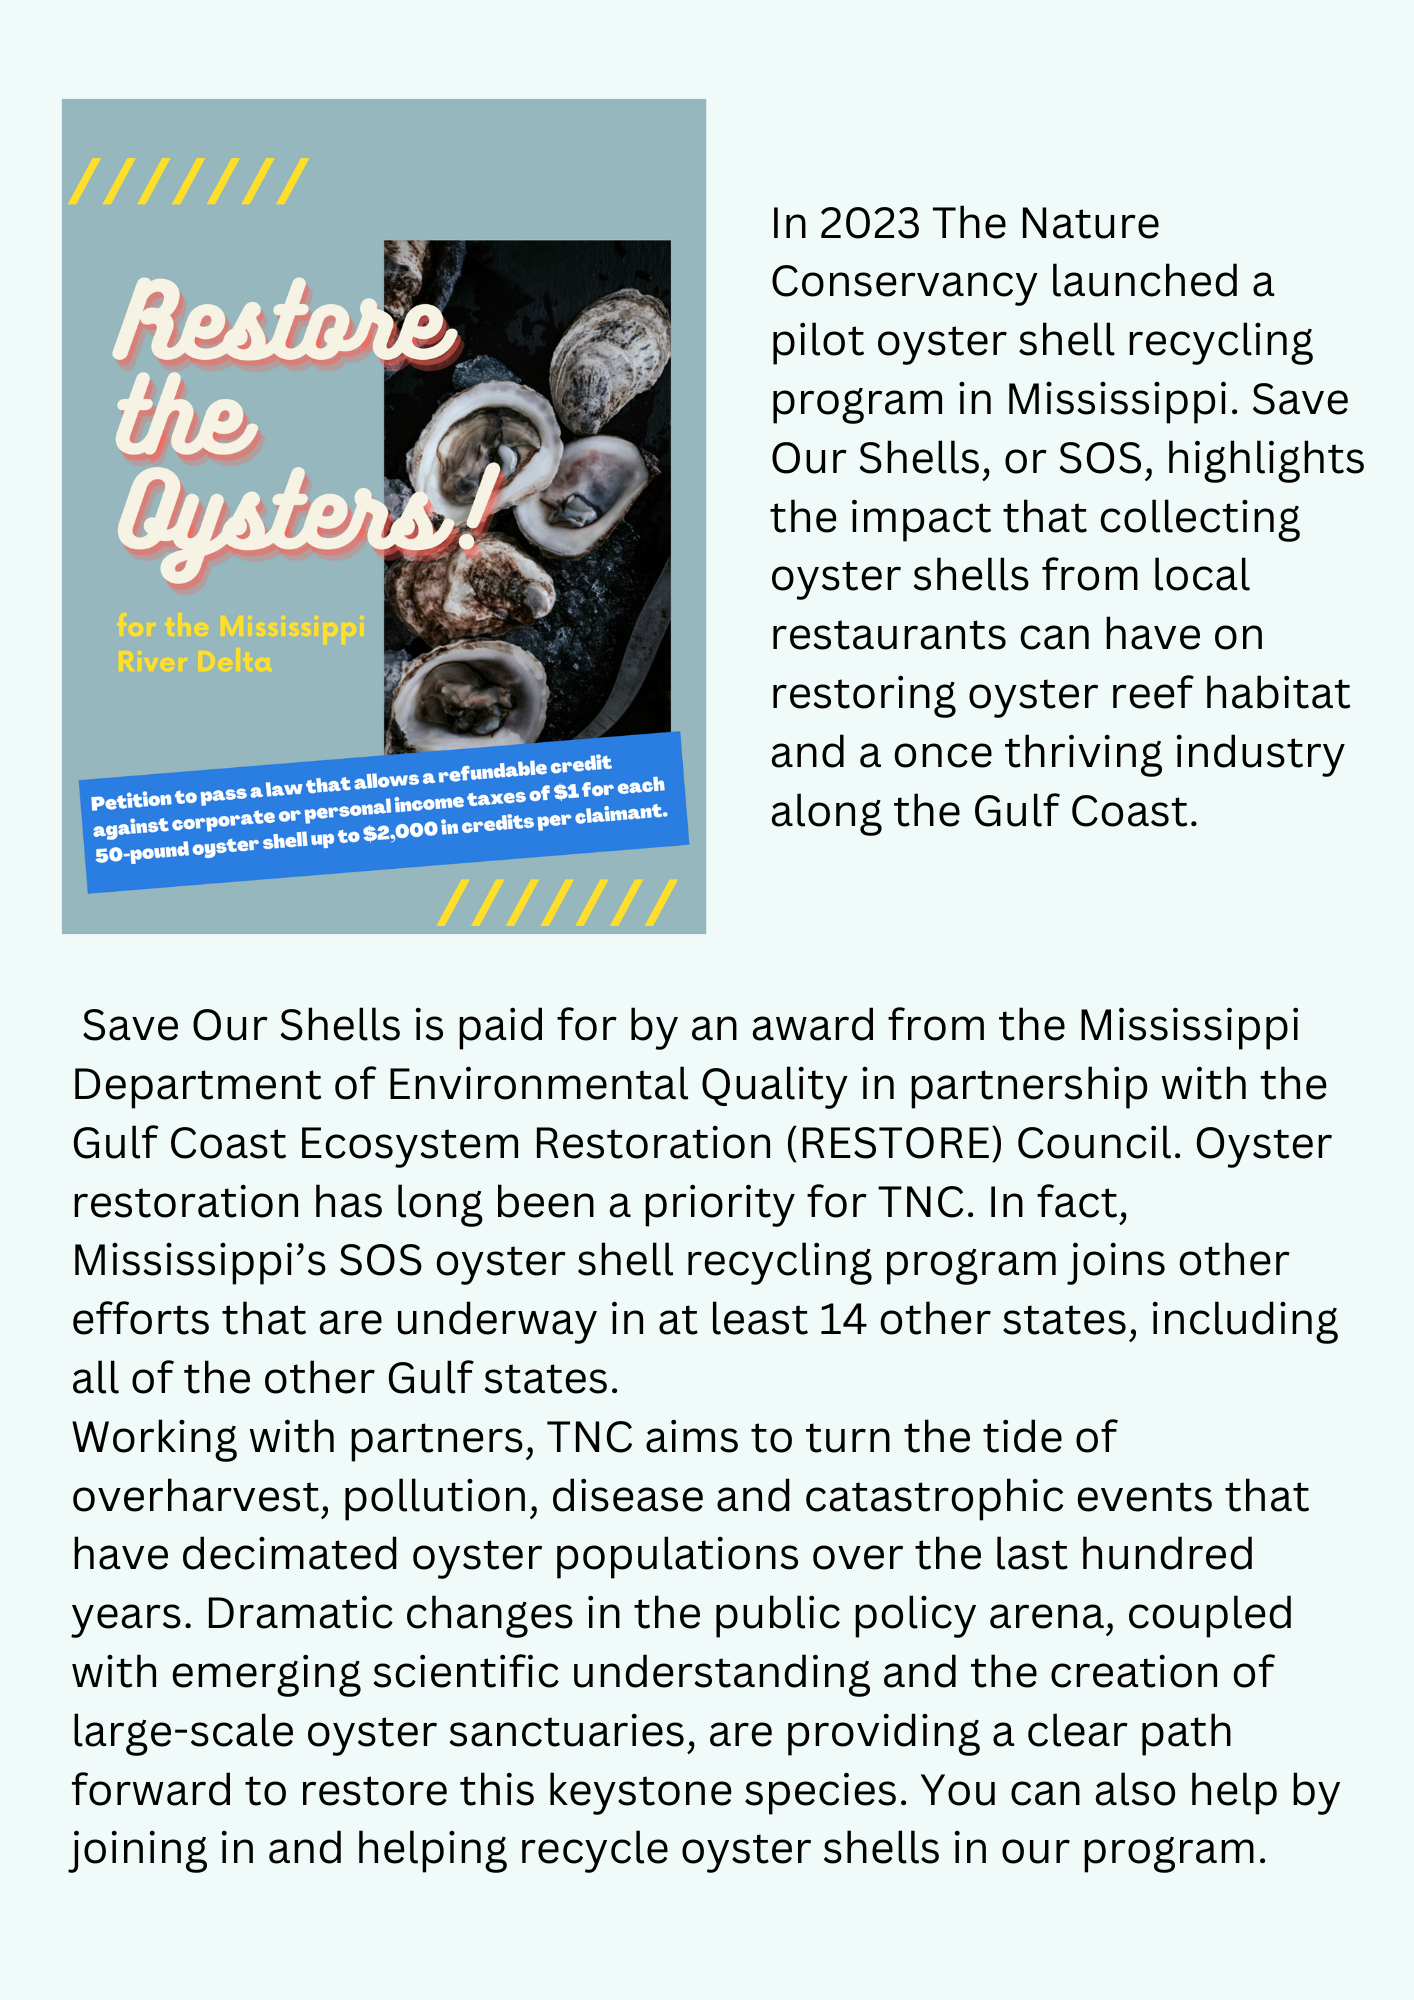 Restore
the
Oysters!
for the Mississippi
River Delta
Petition to pass a law that allows a refundable credit
against corporate or personal income taxes of $1 for each
50-pound oyster shell up to $2,000 in credits per claimant.
In 2023 The Nature
Conservancy launched a
pilot oyster shell recycling
program in Mississippi. Save
Our Shells, or SOS, highlights
the impact that collecting
oyster shells from local
restaurants can have on
restoring oyster reef habitat
and a once thriving industry
along the Gulf Coast.
Save Our Shells is paid for by an award from the Mississippi
Department of Environmental Quality in partnership with the
Gulf Coast Ecosystem Restoration (RESTORE) Council. Oyster
restoration has long been a priority for TNC. In fact,
Mississippi’s SOS oyster shell recycling program joins other
efforts that are underway in at least 14 other states, including
all of the other Gulf states.
Working with partners, TNC aims to turn the tide of
overharvest, pollution, disease and catastrophic events that
have decimated oyster populations over the last hundred
years. Dramatic changes in the public policy arena, coupled
with emerging scientific understanding and the creation of
large-scale oyster sanctuaries, are providing a clear path
forward to restore this keystone species. You can also help by
joining in and helping recycle oyster shells in our program.